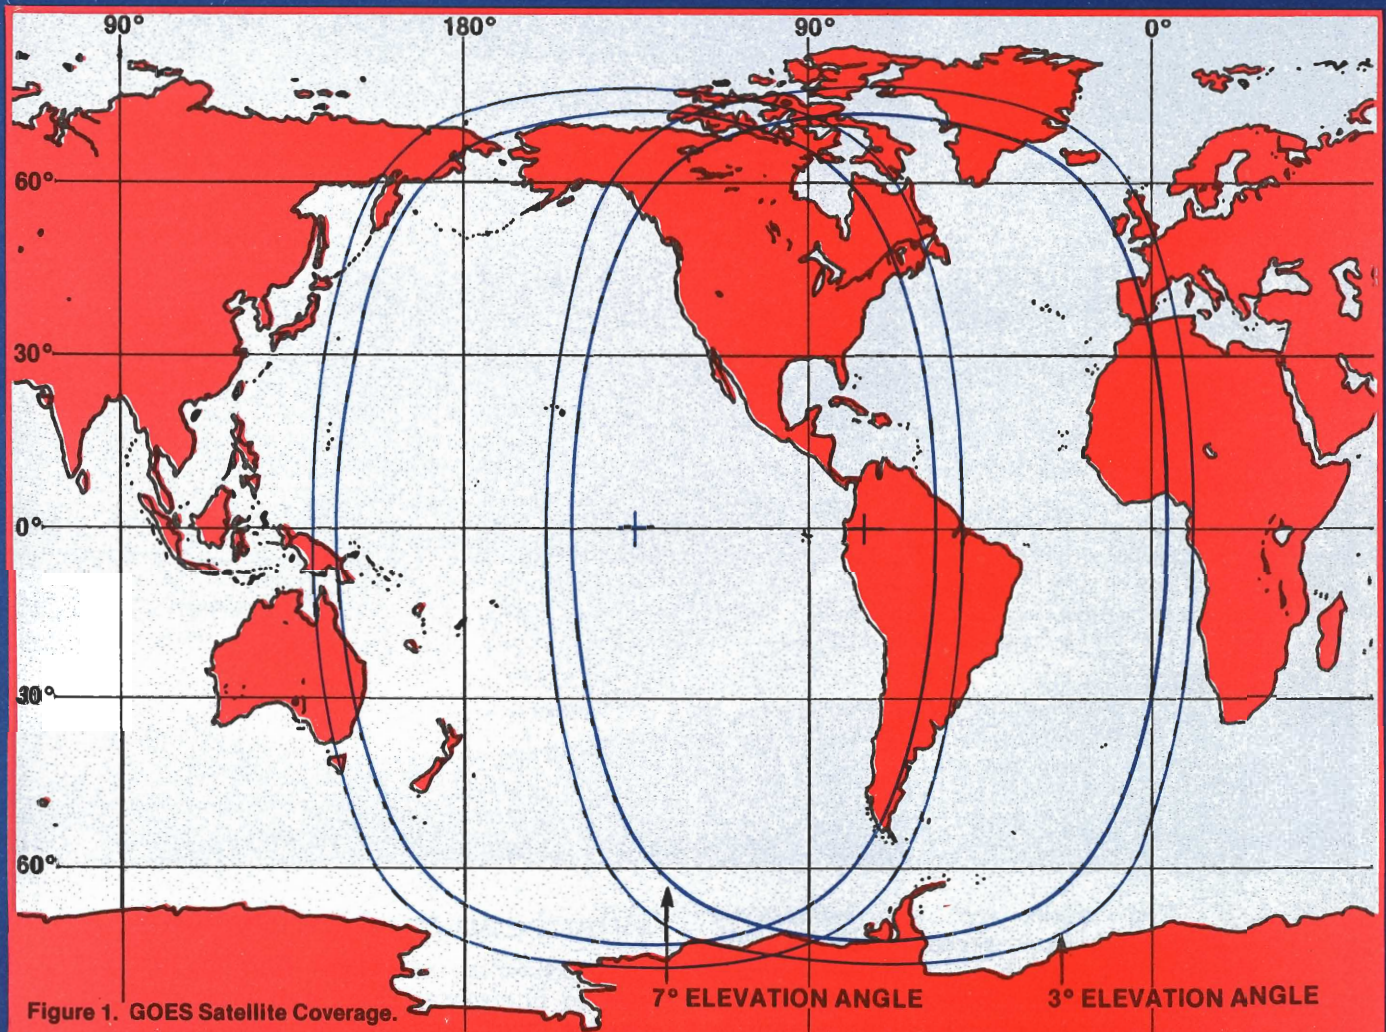 90° 180° 90° 0°
60°
30°
0°
30°
60°
7° ELEVATION ANGLE 3° ELEVATION ANGLE
Figure 1. GOES Satellite Coverage.